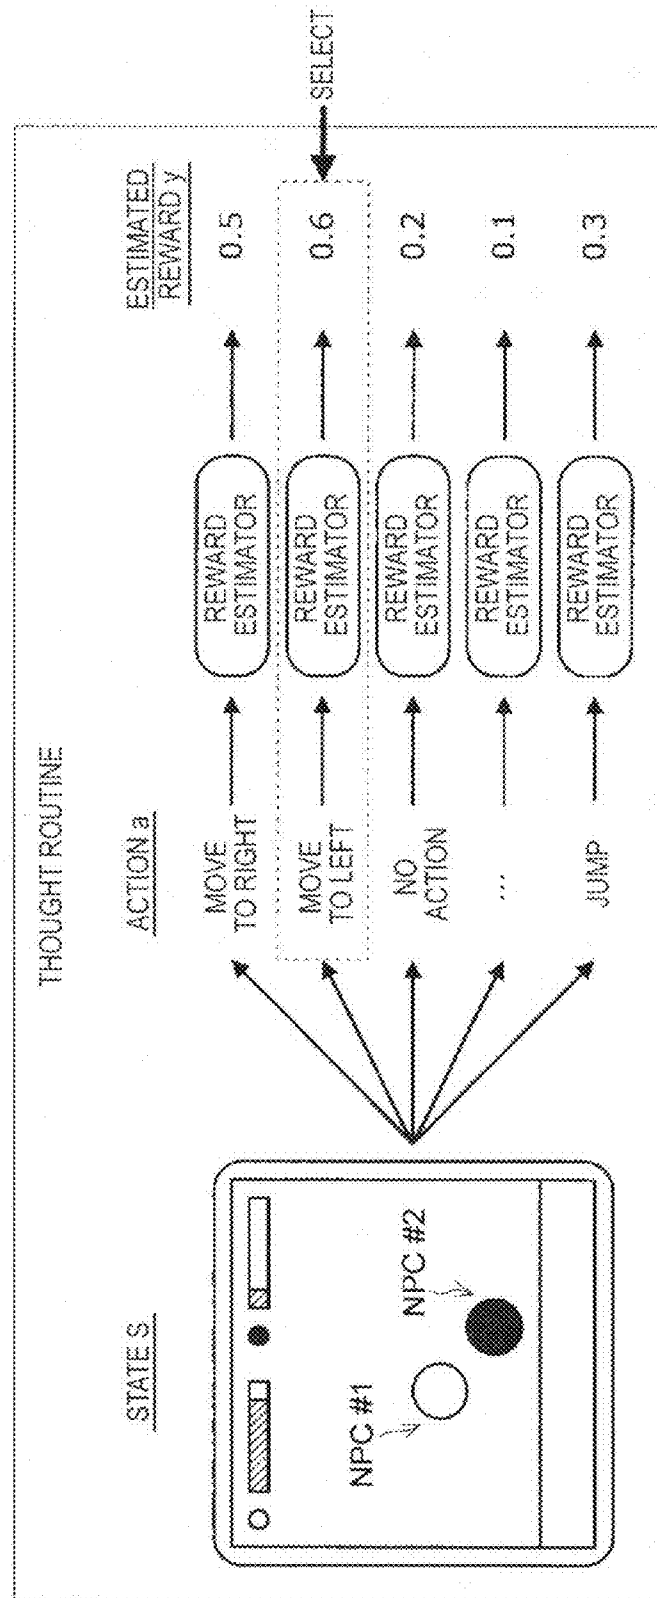 THOUGHT ROUTINE
STATE S
ACTION a
ESTIMATED
REWARD y
NPC #1
NPC #2
MOVE
TO RIGHT
REWARD
ESTIMATOR
0.5
MOVE
TO LEFT
REWARD
ESTIMATOR
0.6
SELECT
NO
ACTION
REWARD
ESTIMATOR
0.2
...
REWARD
ESTIMATOR
0.1
JUMP
REWARD
ESTIMATOR
0.3